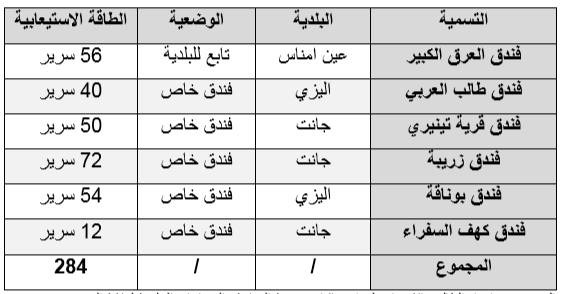 التسمية البلدية الوضعية الطاقة الاستيعابية
فندق العرق الكبير عين امناس تابع للبلدية 56 سرير
فندق طالب العربي اليزي فندق خاص 40 سرير
فندق قرية تينيري جانت فندق خاص 50 سرير
فندق زريبة جانت فندق خاص 72 سرير
فندق بوناقة اليزي فندق خاص 54 سرير
فندق كهف السفراء جانت فندق خاص 12 سرير
المجموع / / 284